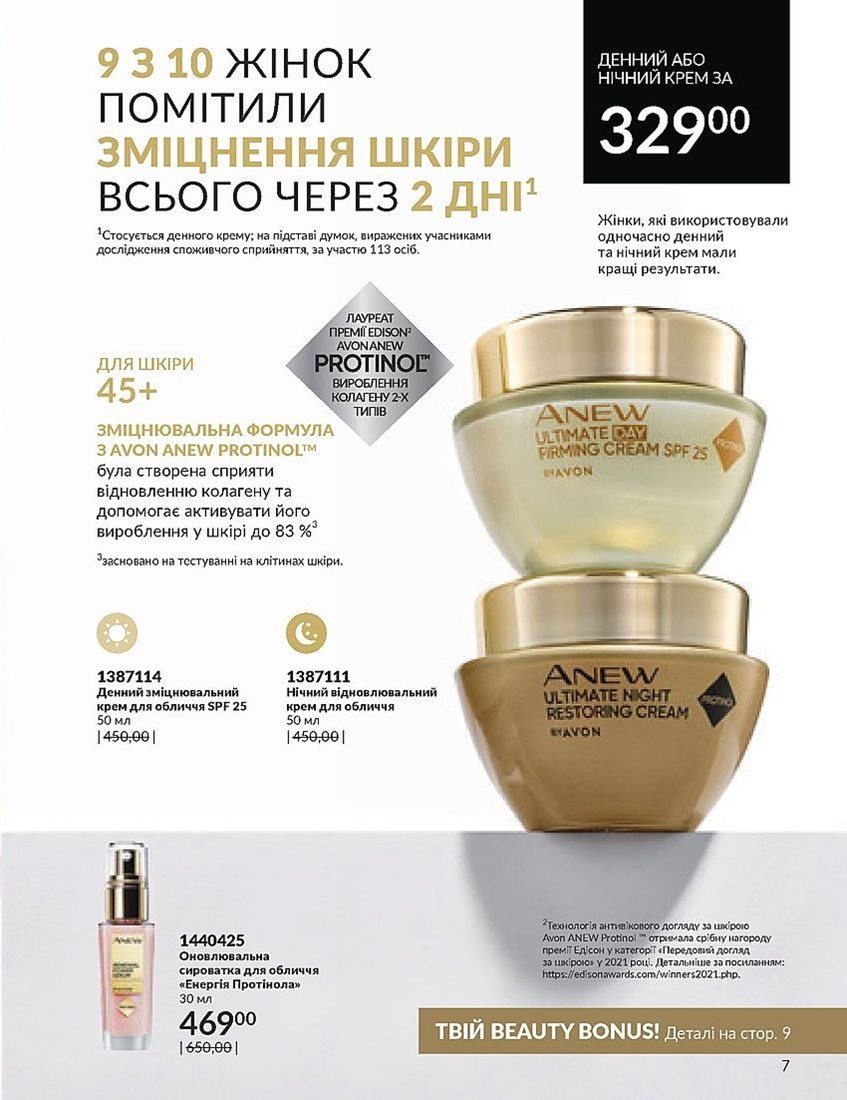 9 З 10 ЖІНОК
ПОМІТИЛИ
ЗМІЦНЕННЯ ШКІРИ
ВСЬОГО ЧЕРЕЗ 2 ДНІ¹
¹Стосується денного крему; на підставі думок, виражених учасниками
дослідження споживчого сприйняття, за участю 113 осіб.
ДЕННИЙ АБО
НІЧНИЙ КРЕМ ЗА
329⁰⁰
Жінки, які використовували
одночасно денний
та нічний крем мали
кращі результати.
ЛАУРЕАТ
ПРЕМІЇ EDISON²
AVON ANEW
PROTINOL™
ВИРОБЛЕННЯ
КОЛАГЕНУ 2-Х
ТИПІВ
ДЛЯ ШКІРИ
45+
ЗМІЦНЮВАЛЬНА ФОРМУЛА
З AVON ANEW PROTINOL™
була створена сприяти
відновленню колагену та
допомагає активувати його
вироблення у шкірі до 83 %³
³засновано на тестуванні на клітинах шкіри.
ANEW
ULTIMATE DAY
FIRMING CREAM SPF 25
BY AVON
PROTINOL
ANEW
ULTIMATE NIGHT
RESTORING CREAM
BY AVON
PROTINOL
1387114
Денний зміцнювальний
крем для обличчя SPF 25
50 мл
| 450,00 |
1387111
Нічний відновлювальний
крем для обличчя
50 мл
| 450,00 |
ANEW
1440425
Оновлювальна
сироватка для обличчя
«Енергія Протінола»
30 мл
469⁰⁰
| 650,00 |
²Технологія антивікового догляду за шкірою
Avon ANEW Protinol ™ отримала срібну нагороду
премії Едісон у категорії «Передовий догляд
за шкірою» у 2021 році. Детальніше за посиланням:
https://edisonawards.com/winners2021.php.
ТВІЙ BEAUTY BONUS! Деталі на стор. 9
7